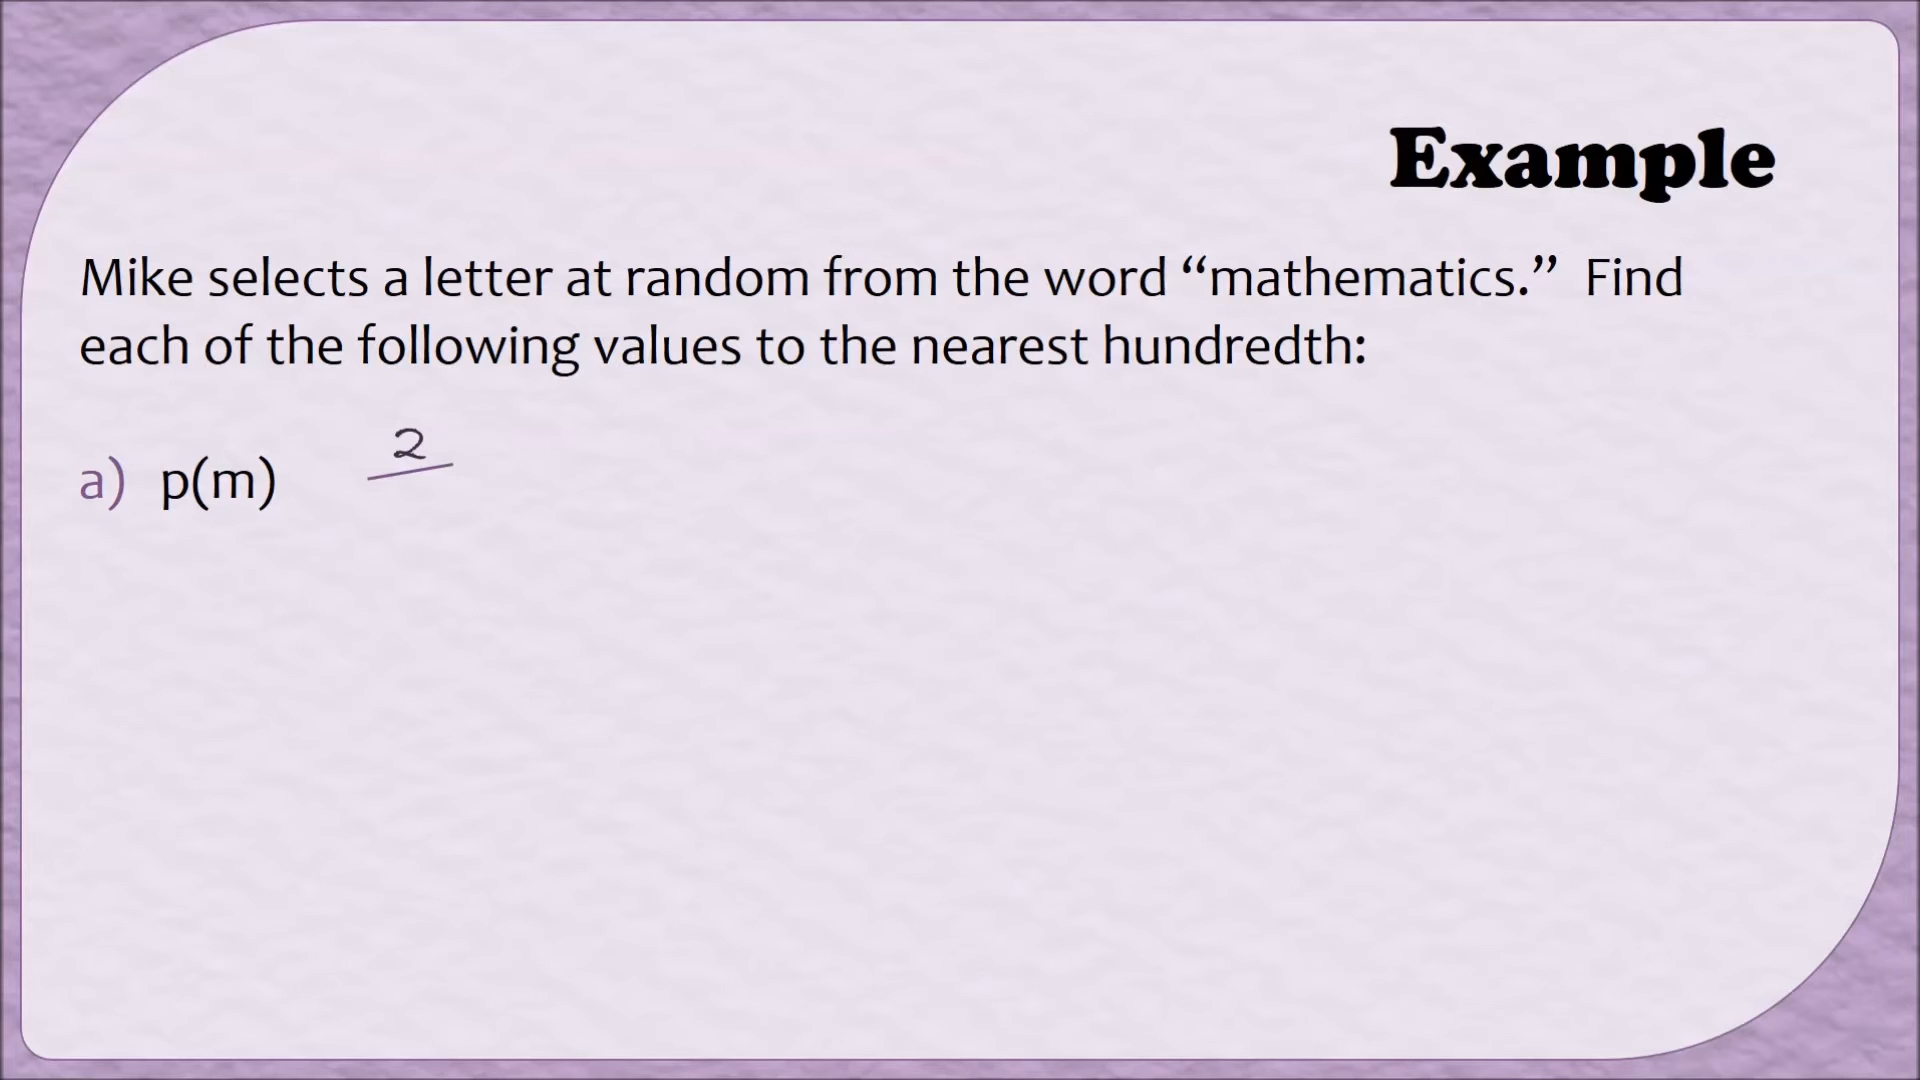 Example
Mike selects a letter at random from the word “mathematics.” Find
each of the following values to the nearest hundredth:
a) p(m) 2